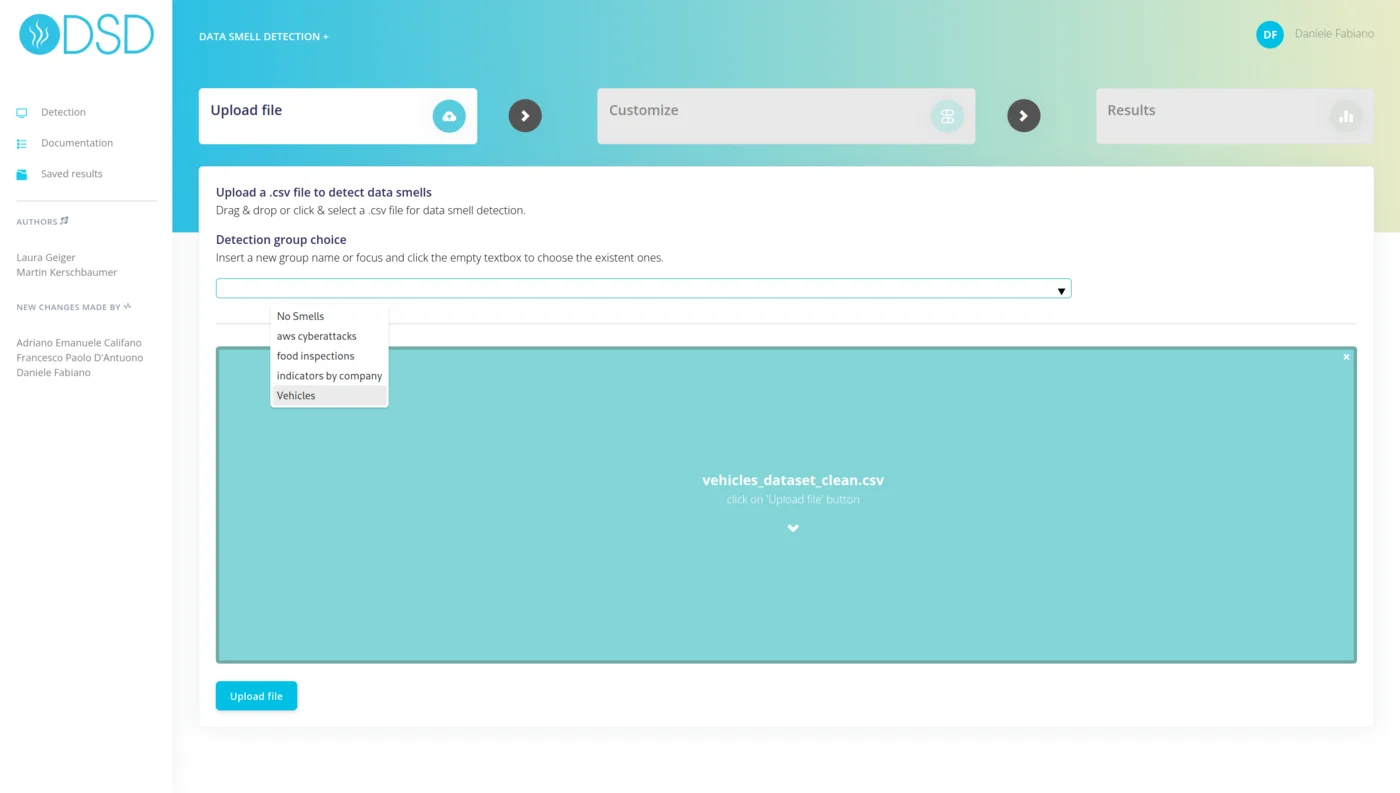 DSD
Detection
Documentation
Saved results
AUTHORS
Laura Geiger
Martin Kerschbaumer
NEW CHANGES MADE BY
Adriano Emanuele Califano
Francesco Paolo D'Antuono
Daniele Fabiano
DATA SMELL DETECTION +
DF Daniele Fabiano
Upload file
Customize
Results
Upload a .csv file to detect data smells
Drag & drop or click & select a .csv file for data smell detection.
Detection group choice
Insert a new group name or focus and click the empty textbox to choose the existent ones.
No Smells
aws cyberattacks
food inspections
indicators by company
Vehicles
vehicles_dataset_clean.csv
click on 'Upload file' button
Upload file